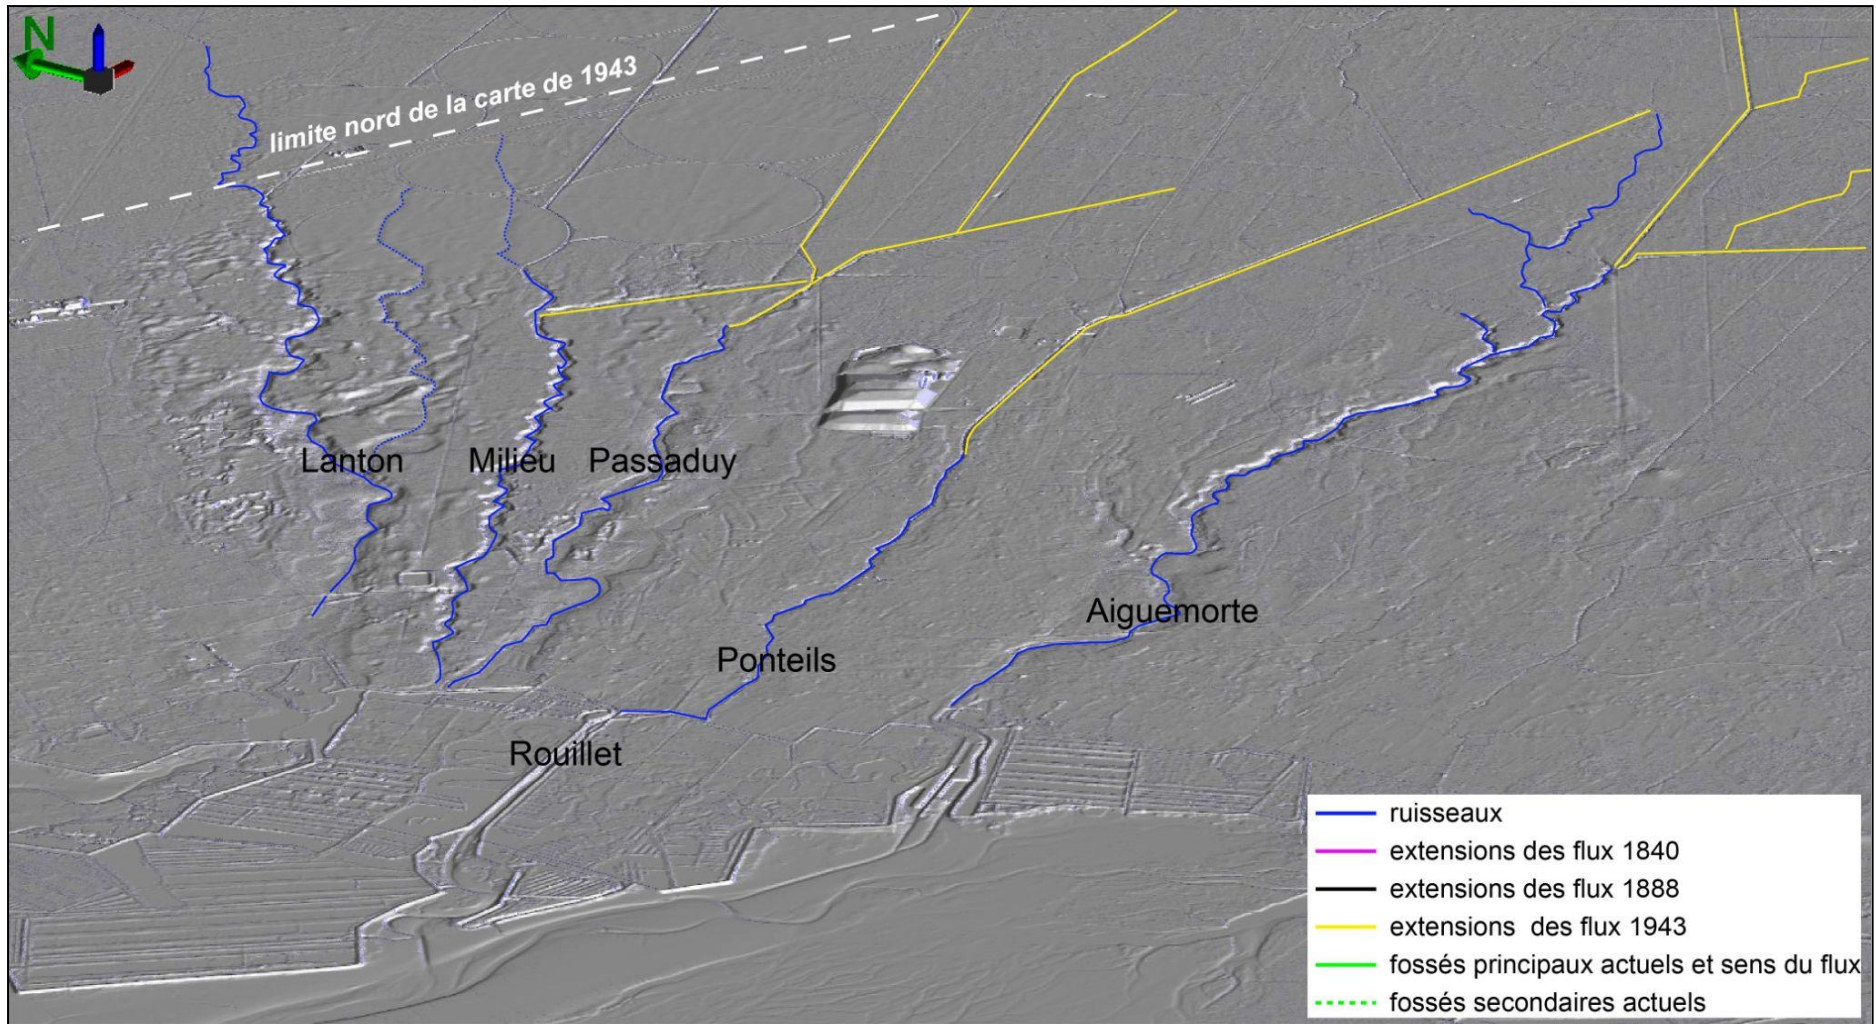 N
limite nord de la carte de 1943
Lanton
Milieu
Passaduy
Aiguemorte
Ponteils
Rouillet
ruisseaux
extensions des flux 1840
extensions des flux 1888
extensions  des flux 1943
fossés principaux actuels et sens du flux
fossés secondaires actuels